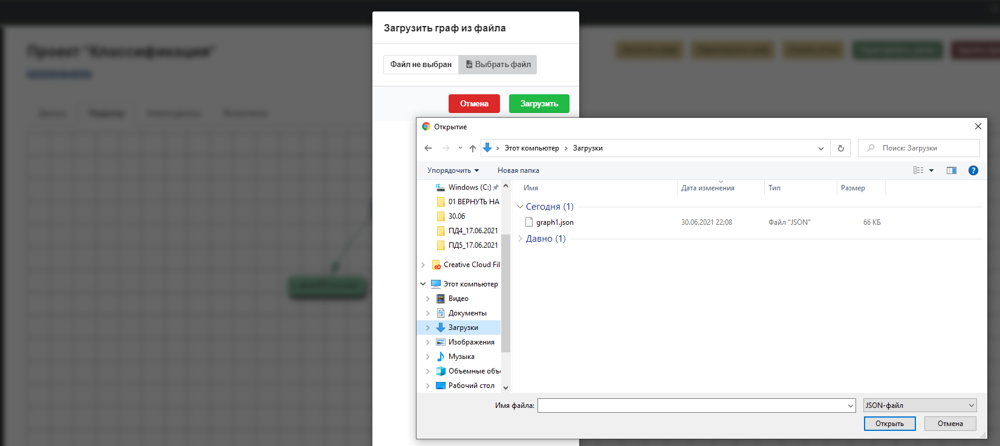 Загрузить граф из файла
Файл не выбран
Выбрать файл
Отмена
Загрузить
Проект "Классификация"
Открытие
Этот компьютер
Загрузки
Поиск: Загрузки
Упорядочить
Новая папка
Имя
Дата изменения
Тип
Размер
Windows (C:)
01 ВЕРНУТЬ НА
30.06
ПД4_17.06.2021
ПД5_17.06.2021
Creative Cloud Fil
Этот компьютер
Видео
Документы
Загрузки
Изображения
Музыка
Объемные объ
Рабочий стол
Сегодня (1)
graph1.json
30.06.2021 22:08
Файл "JSON"
66 КБ
Давно (1)
Имя файла:
JSON-файл
Открыть
Отмена